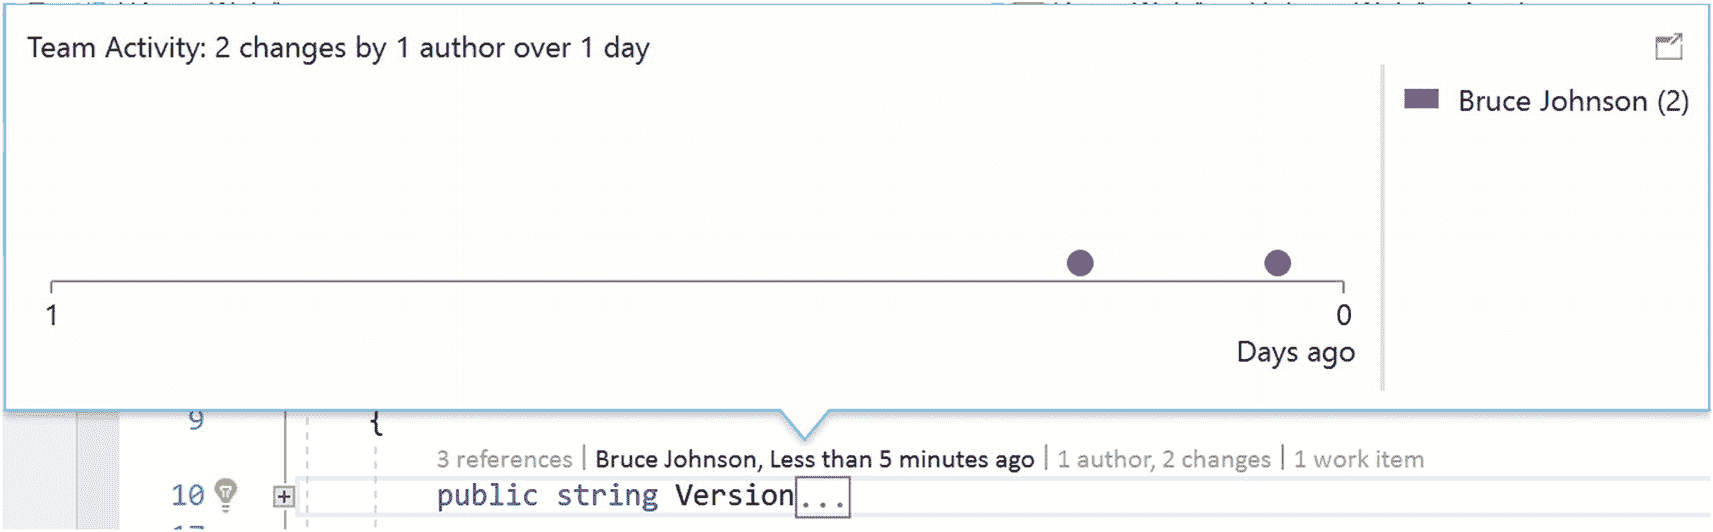 Team Activity: 2 changes by 1 author over 1 day
Bruce Johnson (2)
1 0
Days ago
9 {
3 references | Bruce Johnson, Less than 5 minutes ago | 1 author, 2 changes | 1 work item
10 public string Version...